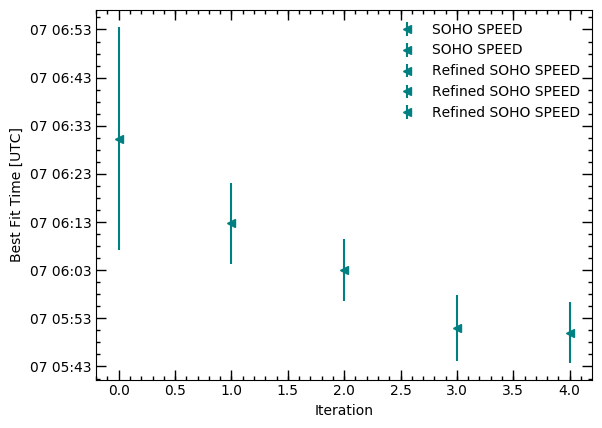 SOHO SPEED
SOHO SPEED
Refined SOHO SPEED
Refined SOHO SPEED
Refined SOHO SPEED
Best Fit Time [UTC]
07 06:53
07 06:43
07 06:33
07 06:23
07 06:13
07 06:03
07 05:53
07 05:43
0.0 0.5 1.0 1.5 2.0 2.5 3.0 3.5 4.0
Iteration